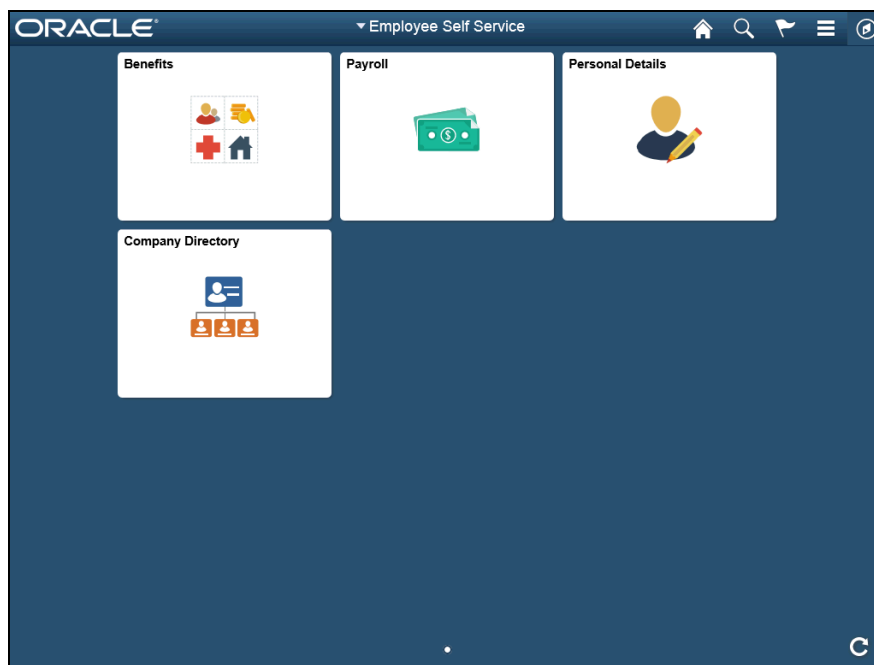 ORACLE®
Employee Self Service
Benefits
Payroll
Personal Details
Company Directory